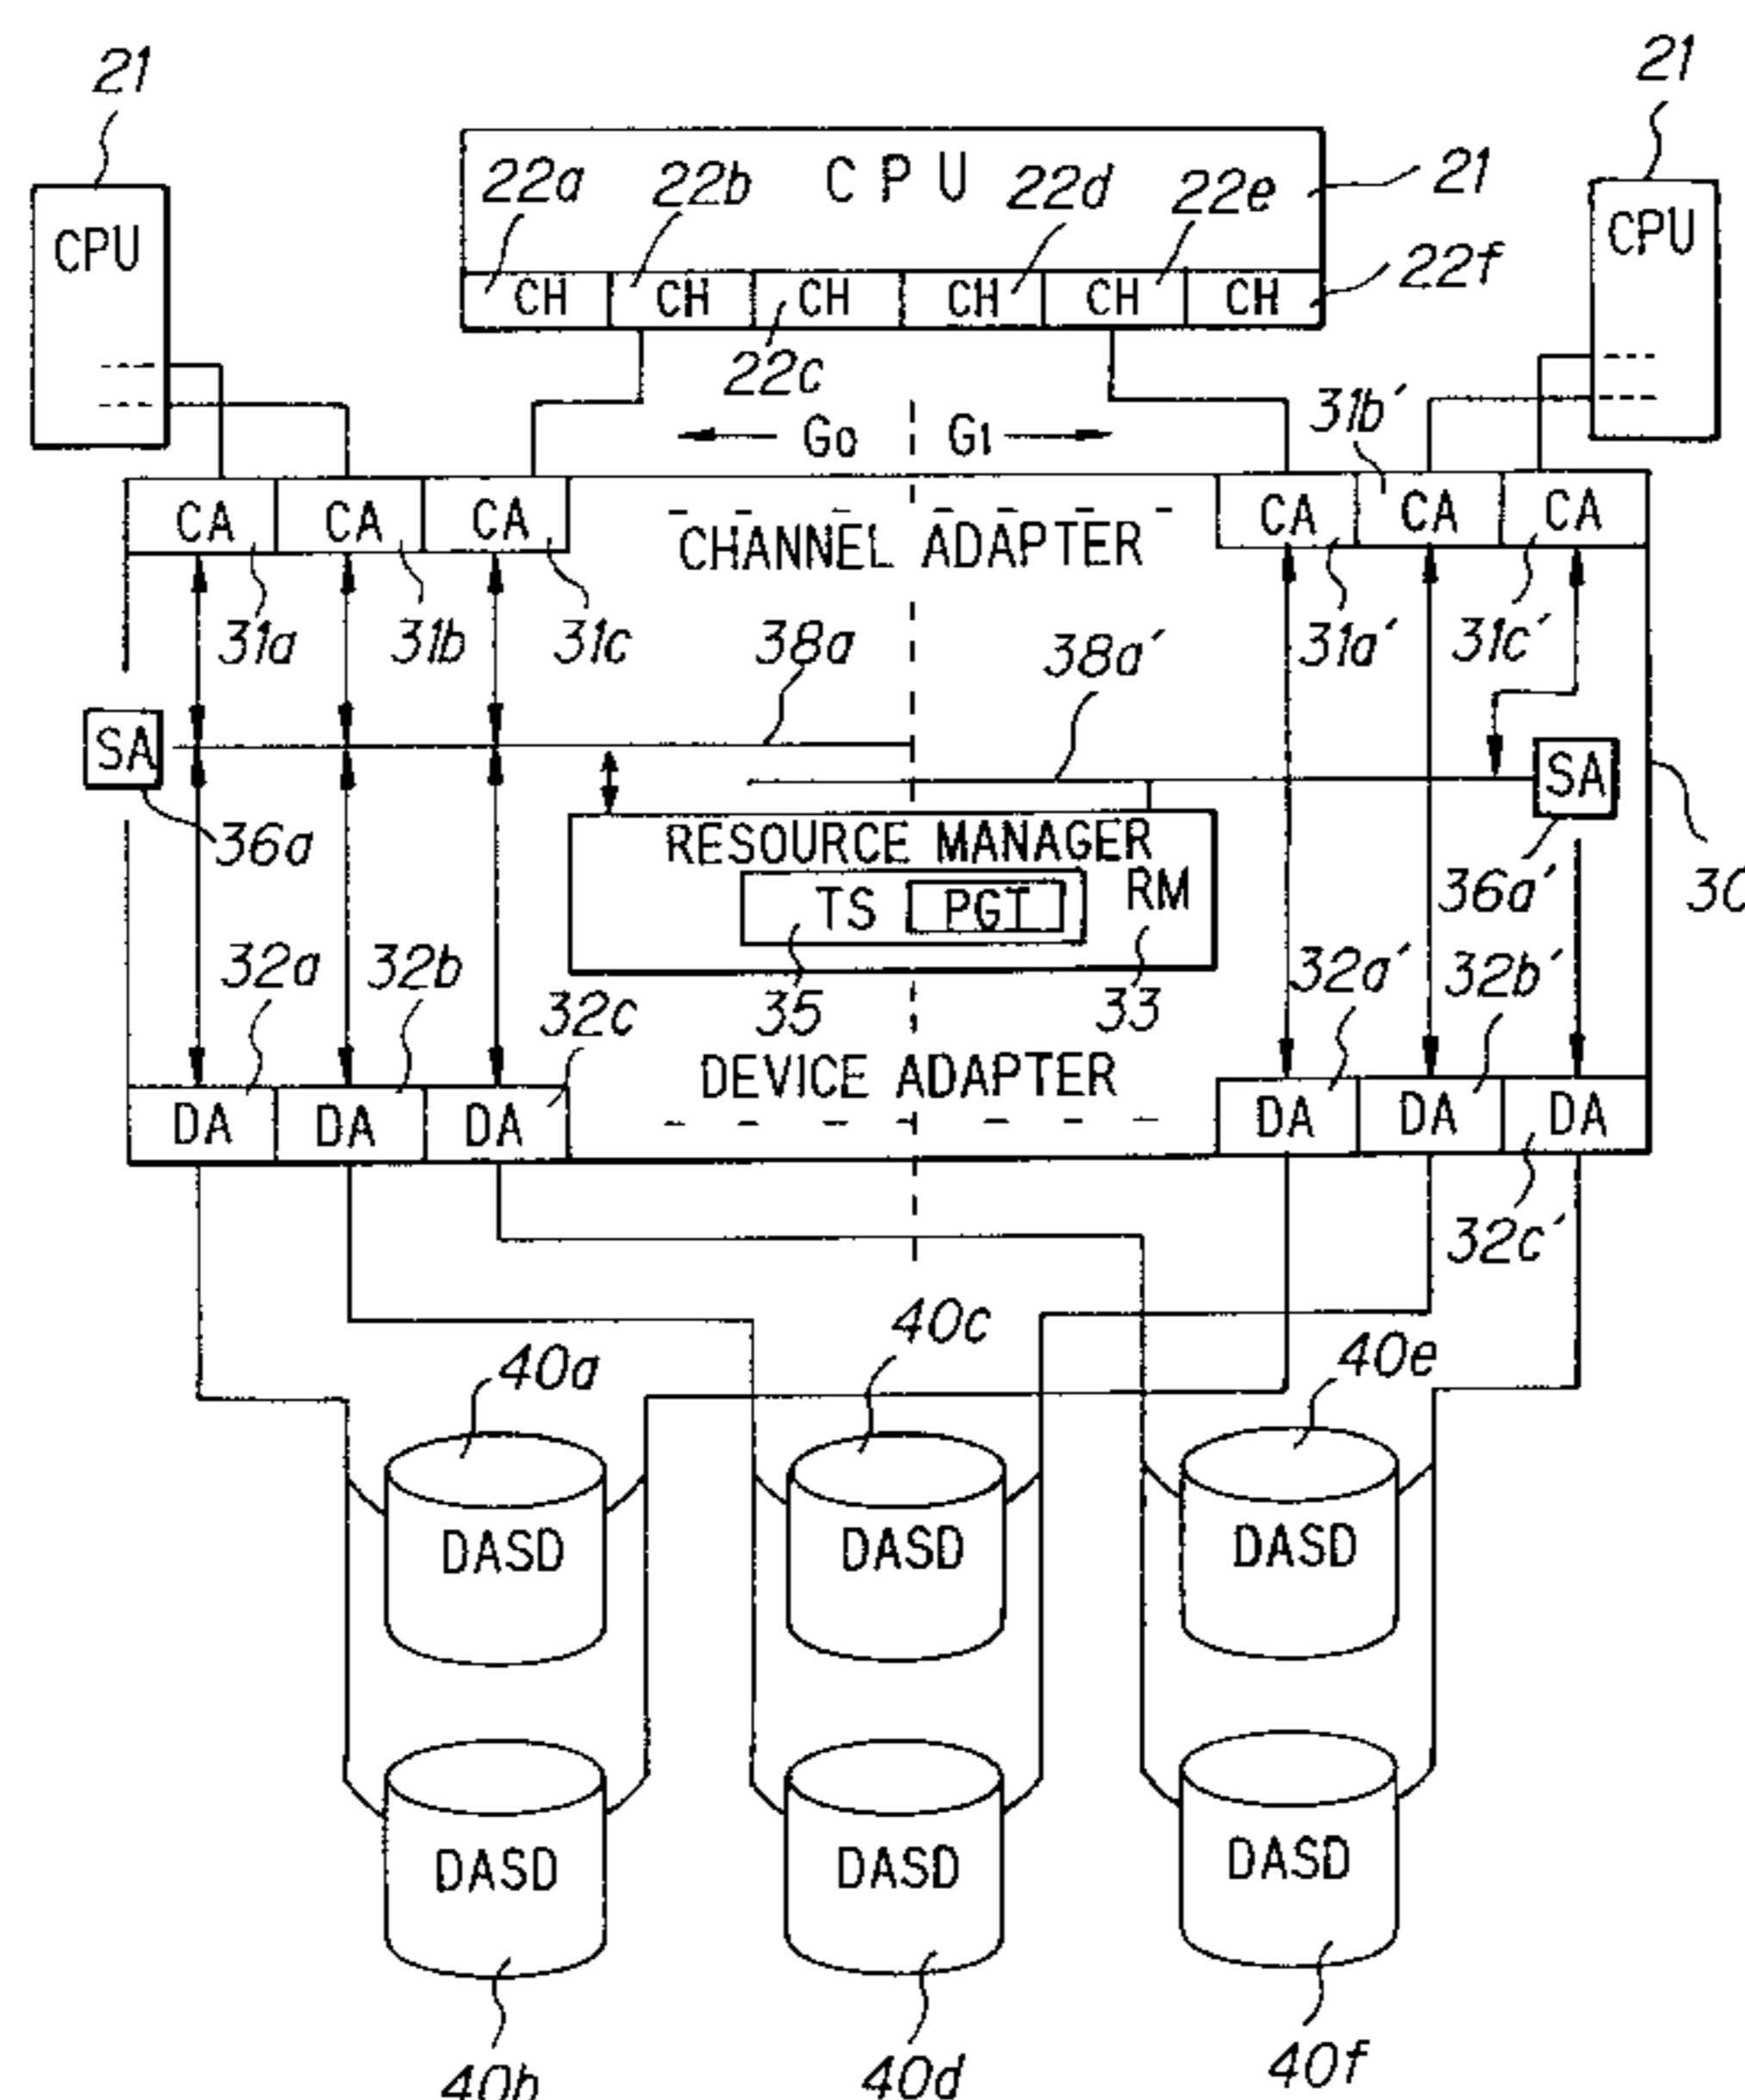 21
21
CPU
22a
22b
C P U
22d
22e
21
CPU
22f
CH
CH
CH
CH
CH
CH
22c
G0
G1
31b'
CA
CA
CA
CHANNEL ADAPTER
CA
CA
CA
31a
31b
31c
38a
38a'
31a'
31c'
SA
SA
36a
RESOURCE MANAGER
36a'
TS
PGT
RM
32a
32b
32c
35
33
32a'
32b'
DEVICE ADAPTER
DA
DA
DA
DA
DA
DA
32c'
40a
40c
40e
DASD
DASD
DASD
DASD
DASD
DASD
40b
40d
40f